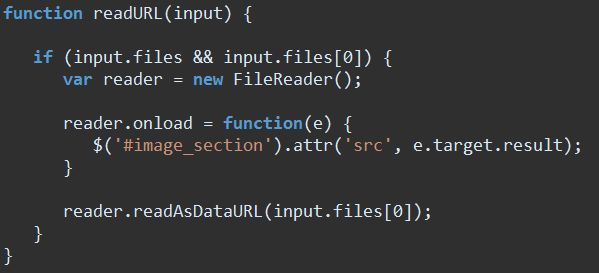 function readURL(input) {
if (input.files && input.files[0]) {
var reader = new FileReader();
reader.onload = function(e) {
$('#image_section').attr('src', e.target.result);
}
reader.readAsDataURL(input.files[0]);
}
}